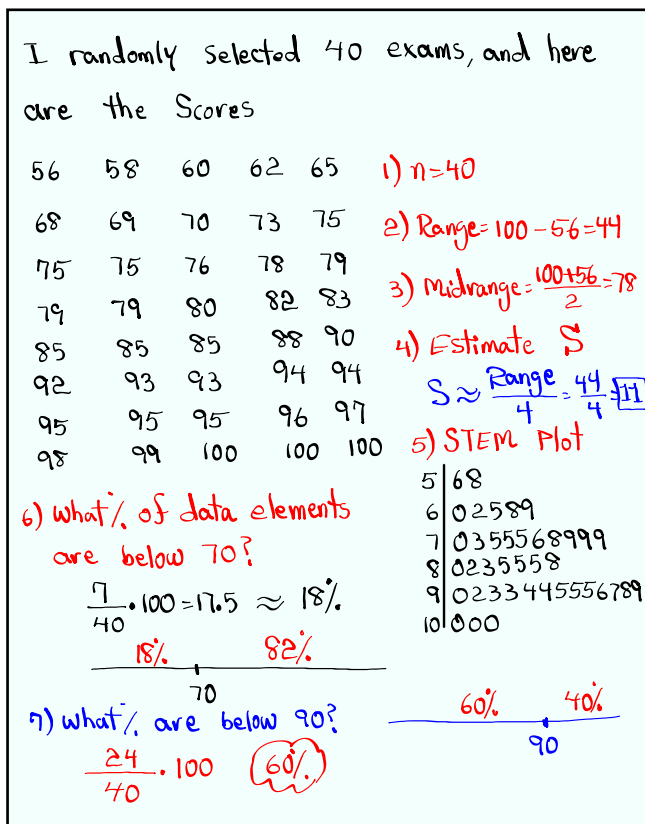 I randomly selected 40 exams, and here
are the Scores
56 58 60 62 65
68 69 70 73 75
75 75 76 78 79
79 79 80 82 83
85 85 85 88 90
92 93 93 94 94
95 95 95 96 97
98 99 100 100 100
1) n=40
2) Range=100-56=44
3) Midrange=100+56/2=78
4) Estimate S
S≈Range/4=44/4=11
5) STEM Plot
5|68
6|02589
7|0355568999
8|0235558
9|0233445556789
10|000
6) what % of data elements
are below 70?
7/40•100=17.5 ≈ 18%
18% 82%
70
7) what % are below 90?
24/40•100 60%
60% 40%
90